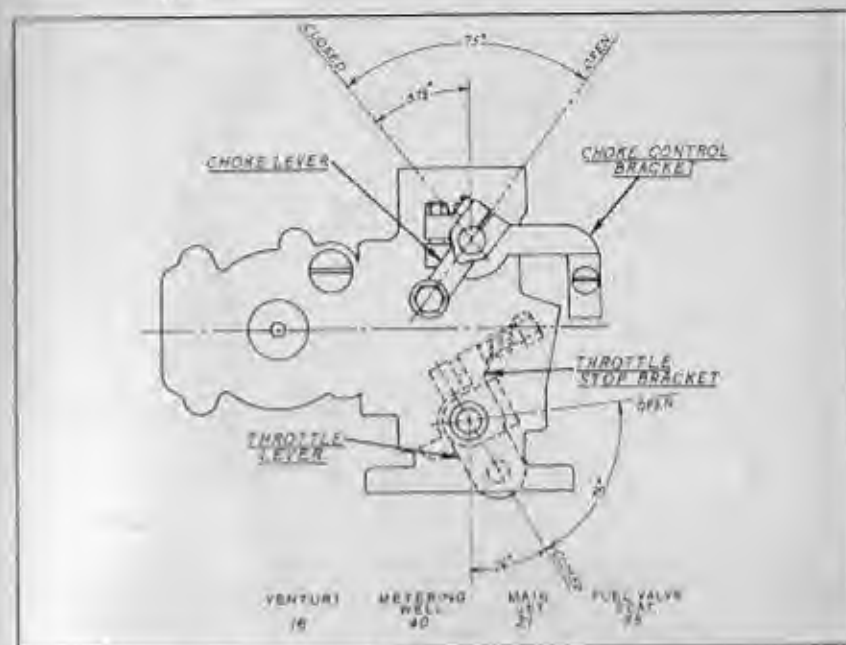 CLOSED
75°
OPEN
CHOKE LEVER
CHOKE CONTROL
BRACKET
THROTTLE
STOP BRACKET
OPEN
THROTTLE
LEVER
CLOSED
VENTURI
METERING
WELL
MAIN
JET
FUEL VALVE
SEAT
16
40
21